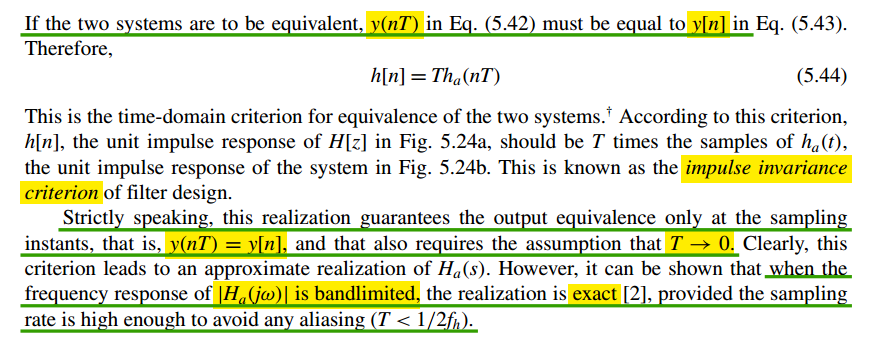 If the two systems are to be equivalent, y(nT) in Eq. (5.42) must be equal to y[n] in Eq. (5.43).
Therefore,
h[n] = Th_a(nT) (5.44)
This is the time-domain criterion for equivalence of the two systems.† According to this criterion,
h[n], the unit impulse response of H[z] in Fig. 5.24a, should be T times the samples of h_a(t),
the unit impulse response of the system in Fig. 5.24b. This is known as the impulse invariance
criterion of filter design.
Strictly speaking, this realization guarantees the output equivalence only at the sampling
instants, that is, y(nT) = y[n], and that also requires the assumption that T → 0. Clearly, this
criterion leads to an approximate realization of H_a(s). However, it can be shown that when the
frequency response of |H_a(jω)| is bandlimited, the realization is exact [2], provided the sampling
rate is high enough to avoid any aliasing (T < 1/2f_h).